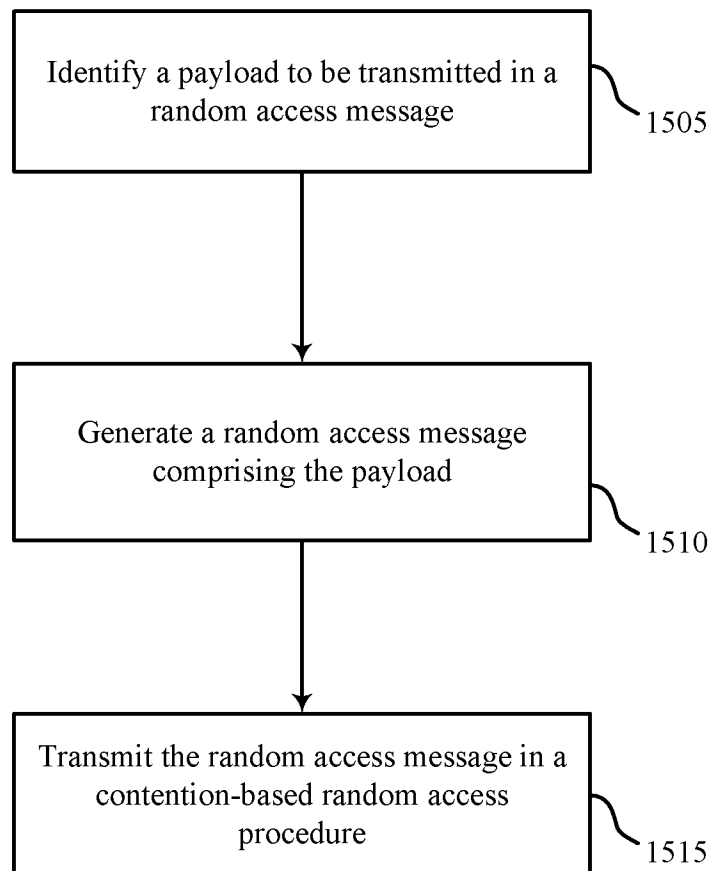 Identify a payload to be transmitted in a
random access message
1505
Generate a random access message
comprising the payload
1510
Transmit the random access message in a
contention-based random access
procedure
1515